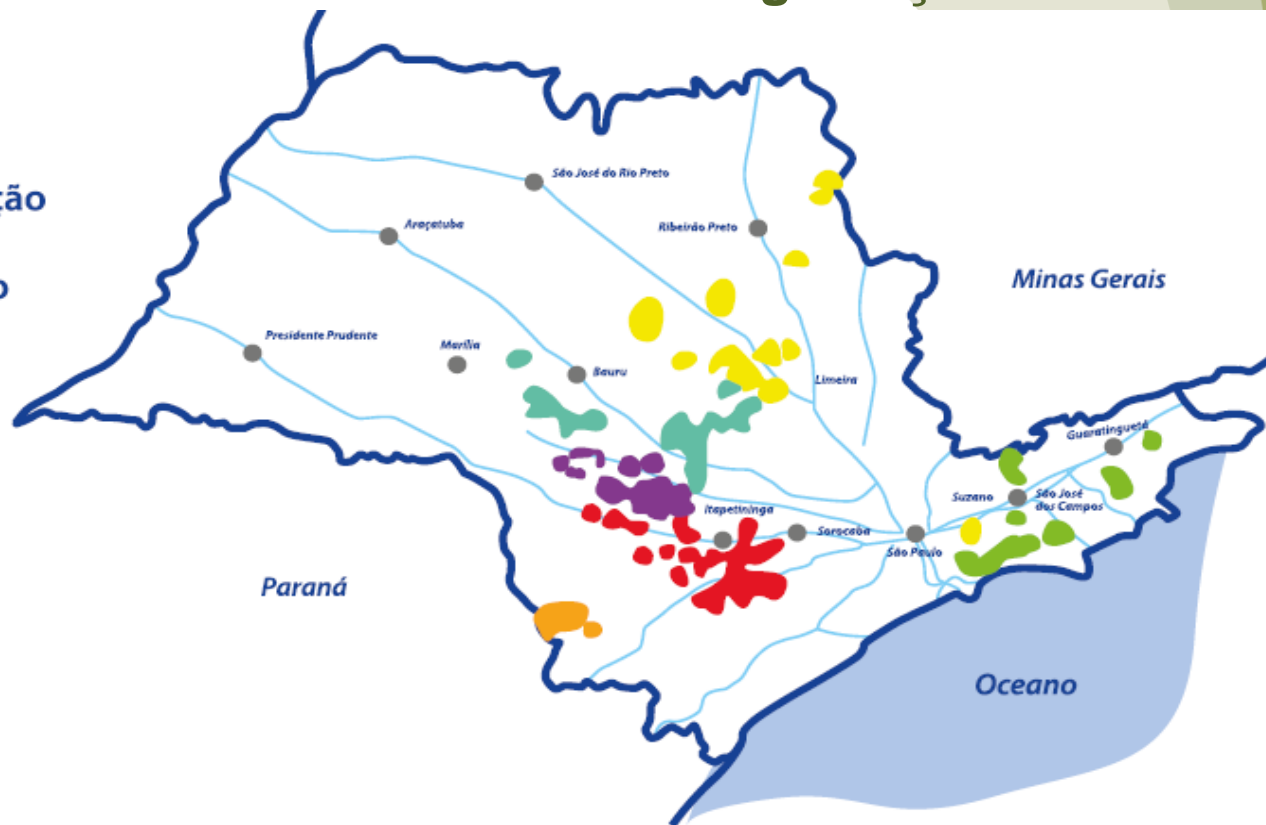 São José do Rio Preto
ção
Araçatuba
Ribeirão Preto
Minas Gerais
o
Presidente Prudente
Marília
Bauru
Limeira
Guaratinguetá
Suzano
São José
dos Campos
Itapetininga
Sorocaba
São Paulo
Paraná
Oceano